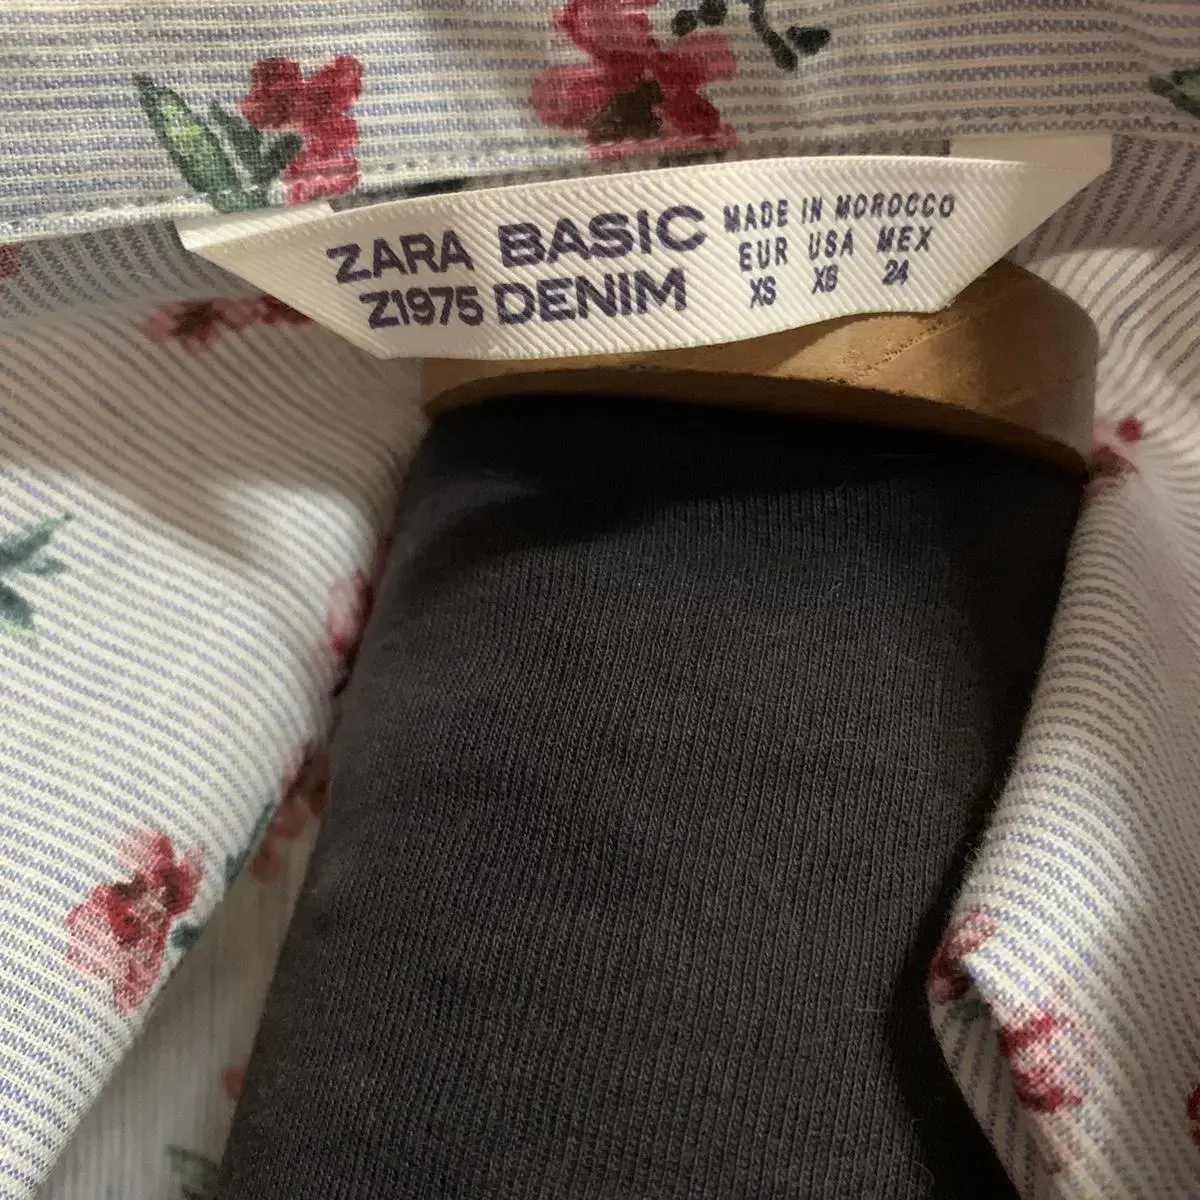 ZARA BASIC
Z1975 DENIM
MADE IN MOROCCO
EUR USA MEX
XS XS 24